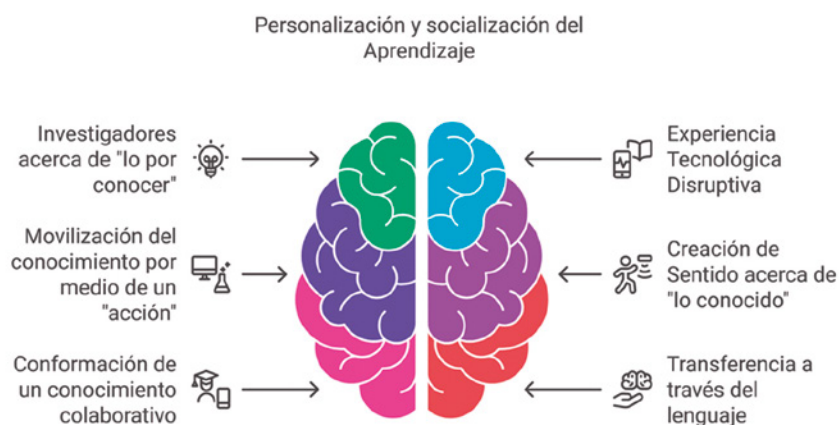 Personalización y socialización del
Aprendizaje
Investigadores
acerca de "lo por
conocer"
Movilización del
conocimiento por
medio de un
"acción"
Conformación de
un conocimiento
colaborativo
Experiencia
Tecnológica
Disruptiva
Creación de
Sentido acerca de
"lo conocido"
Transferencia a
través del
lenguaje